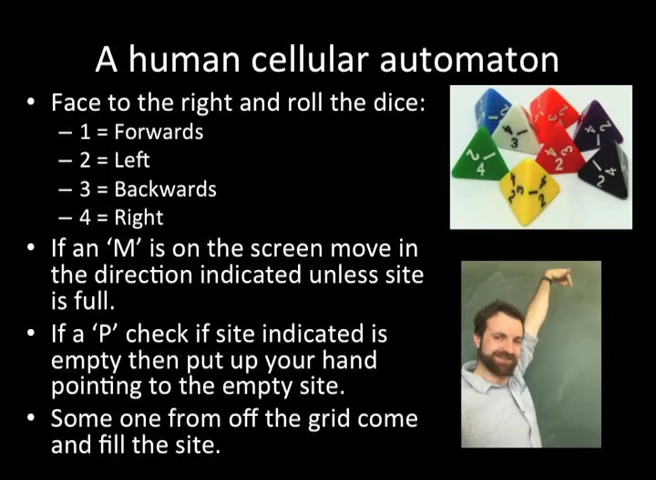 A human cellular automaton
• Face to the right and roll the dice:
– 1 = Forwards
– 2 = Left
– 3 = Backwards
– 4 = Right
• If an ‘M’ is on the screen move in
the direction indicated unless site
is full.
• If a ‘P’ check if site indicated is
empty then put up your hand
pointing to the empty site.
• Some one from off the grid come
and fill the site.